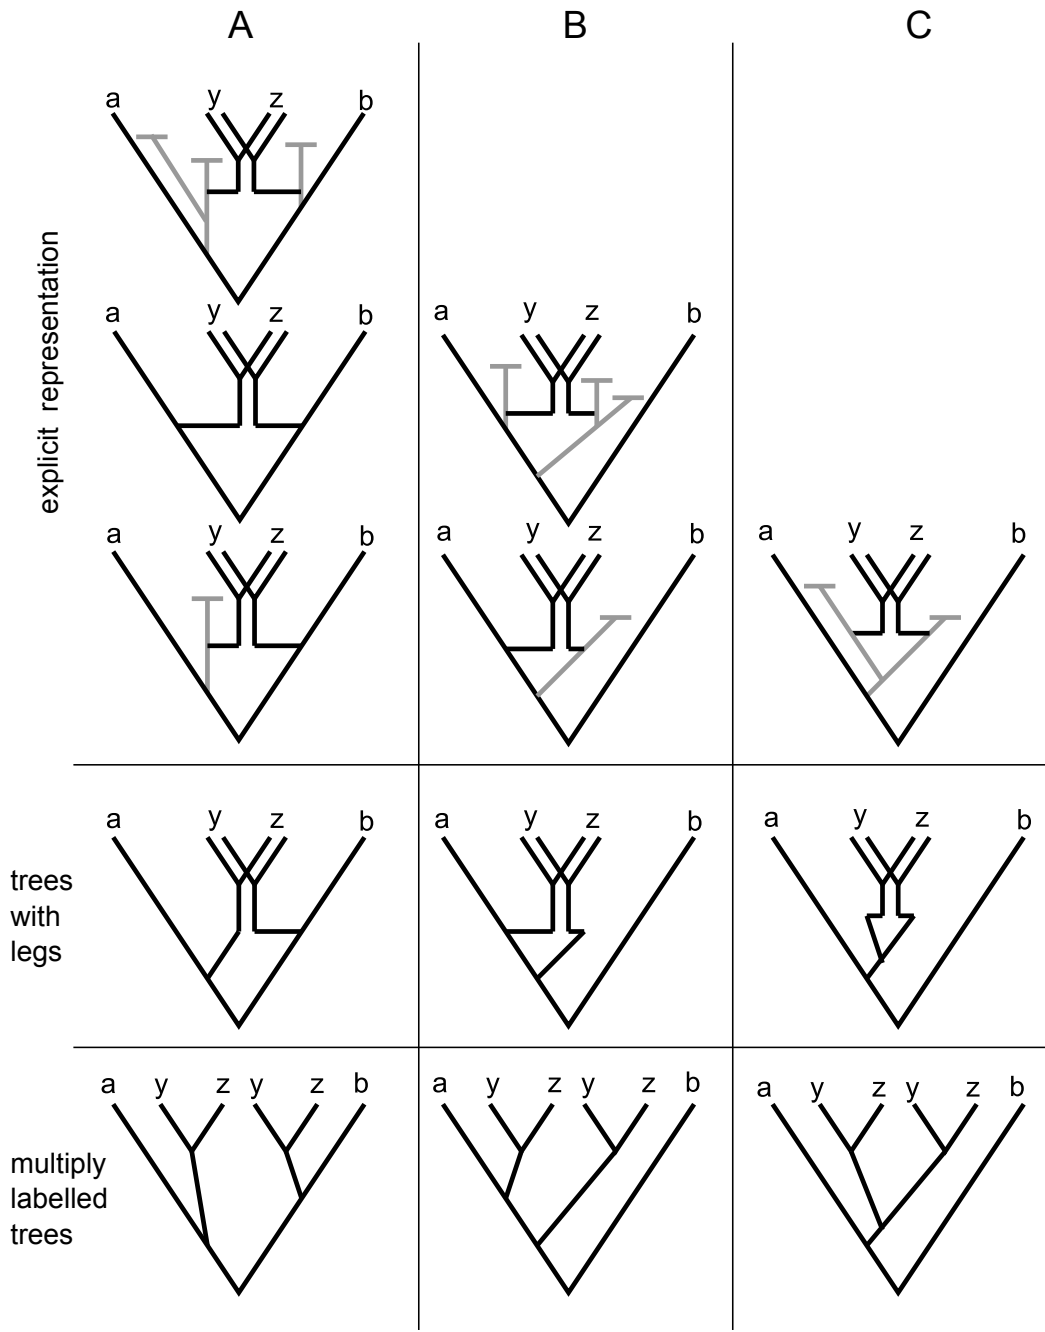 A B C
a y z b
explicit representation
a y z b
a y z b
a y z b
a y z b
a y z b
trees
with
legs
a y z b
a y z b
a y z b
multiply
labelled
trees
a y z y z b
a y z y z b
a y z y z b